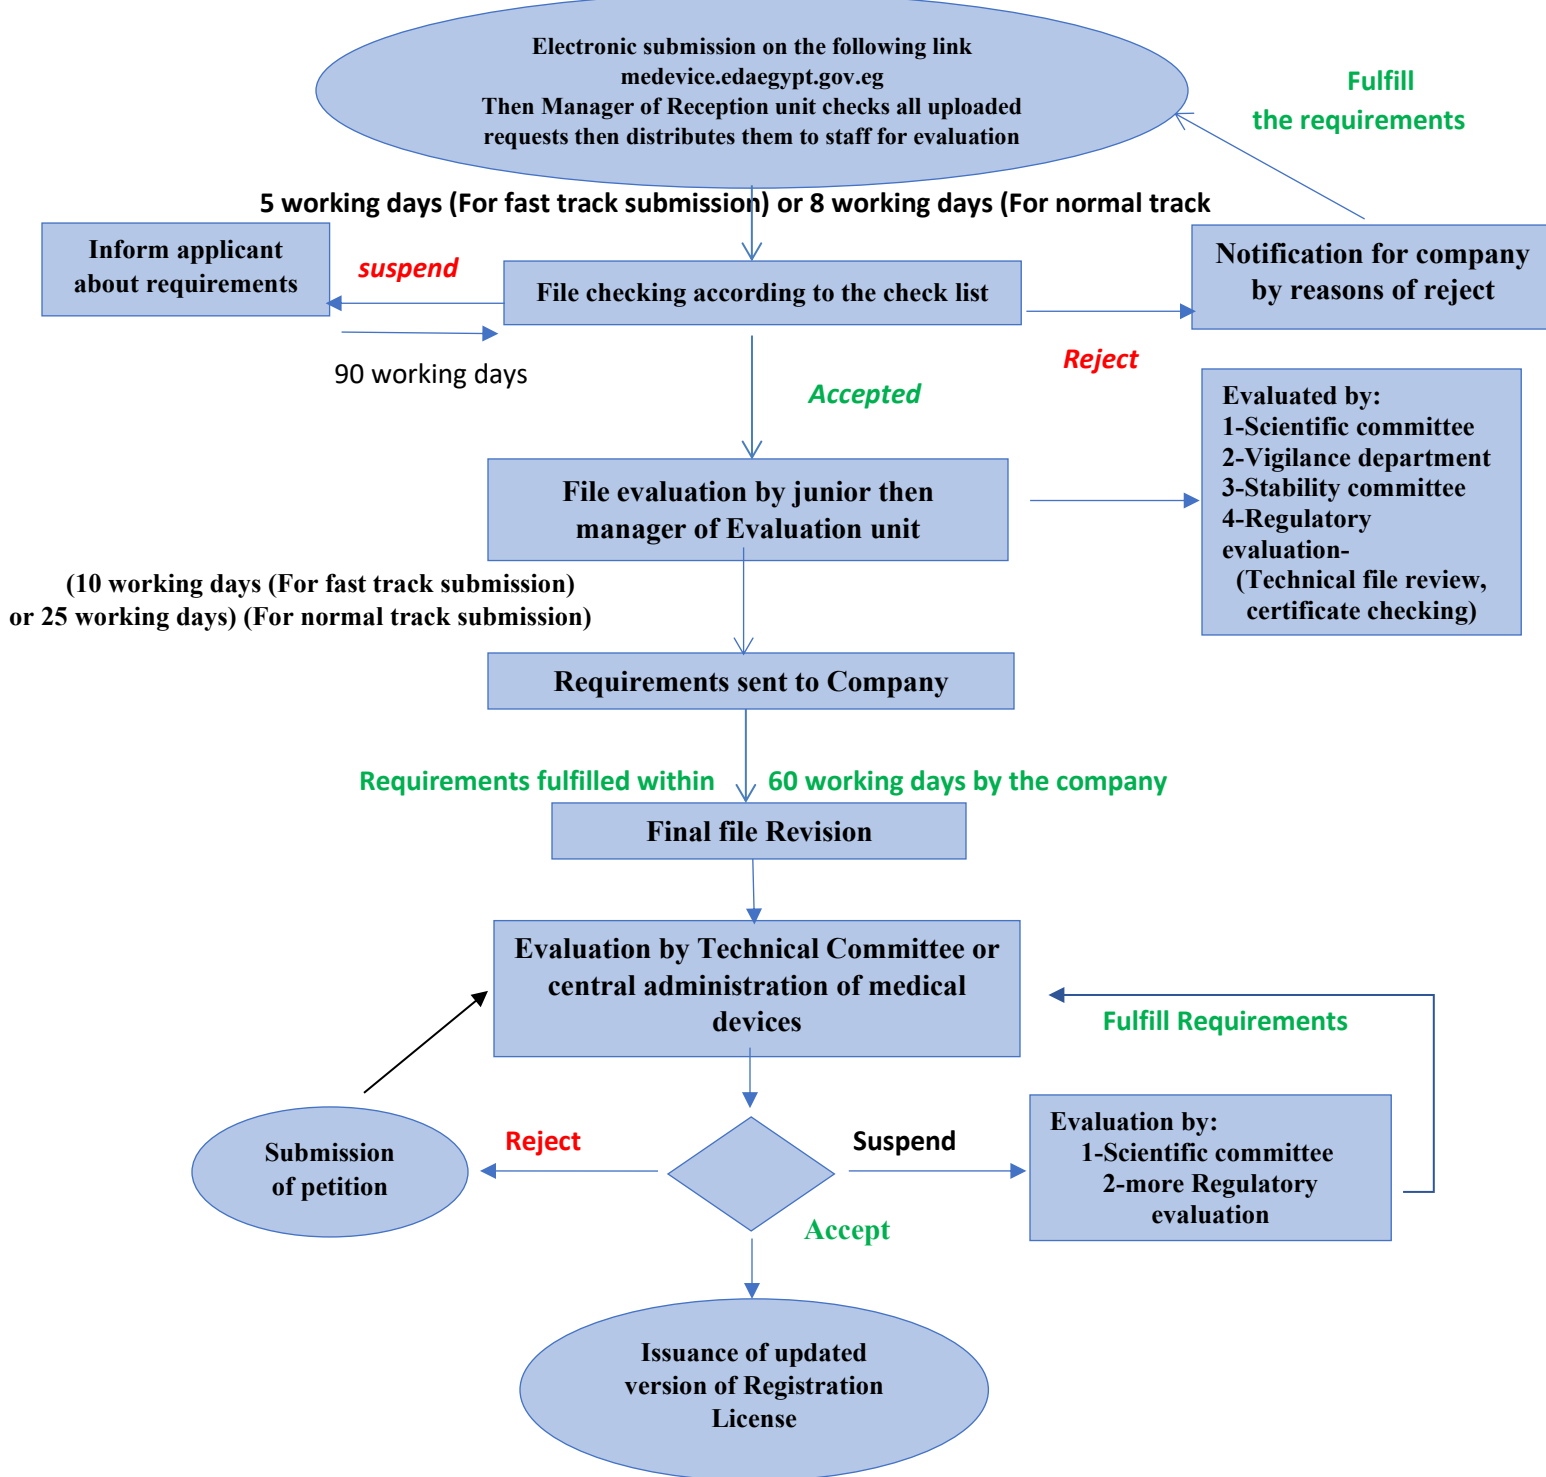 Electronic submission on the following link
medevice.edaegypt.gov.eg
Then Manager of Reception unit checks all uploaded
requests then distributes them to staff for evaluation
Fulfill
the requirements
5 working days (For fast track submission) or 8 working days (For normal track
Inform applicant
about requirements
suspend
File checking according to the check list
Notification for company
by reasons of reject
90 working days
Reject
Accepted
Evaluated by:
1-Scientific committee
2-Vigilance department
3-Stability committee
4-Regulatory
evaluation-
(Technical file review,
certificate checking)
File evaluation by junior then
manager of Evaluation unit
(10 working days (For fast track submission)
or 25 working days) (For normal track submission)
Requirements sent to Company
Requirements fulfilled within 60 working days by the company
Final file Revision
Evaluation by Technical Committee or
central administration of medical
devices
Fulfill Requirements
Submission
of petition
Reject
Suspend
Evaluation by:
1-Scientific committee
2-more Regulatory
evaluation
Accept
Issuance of updated
version of Registration
License